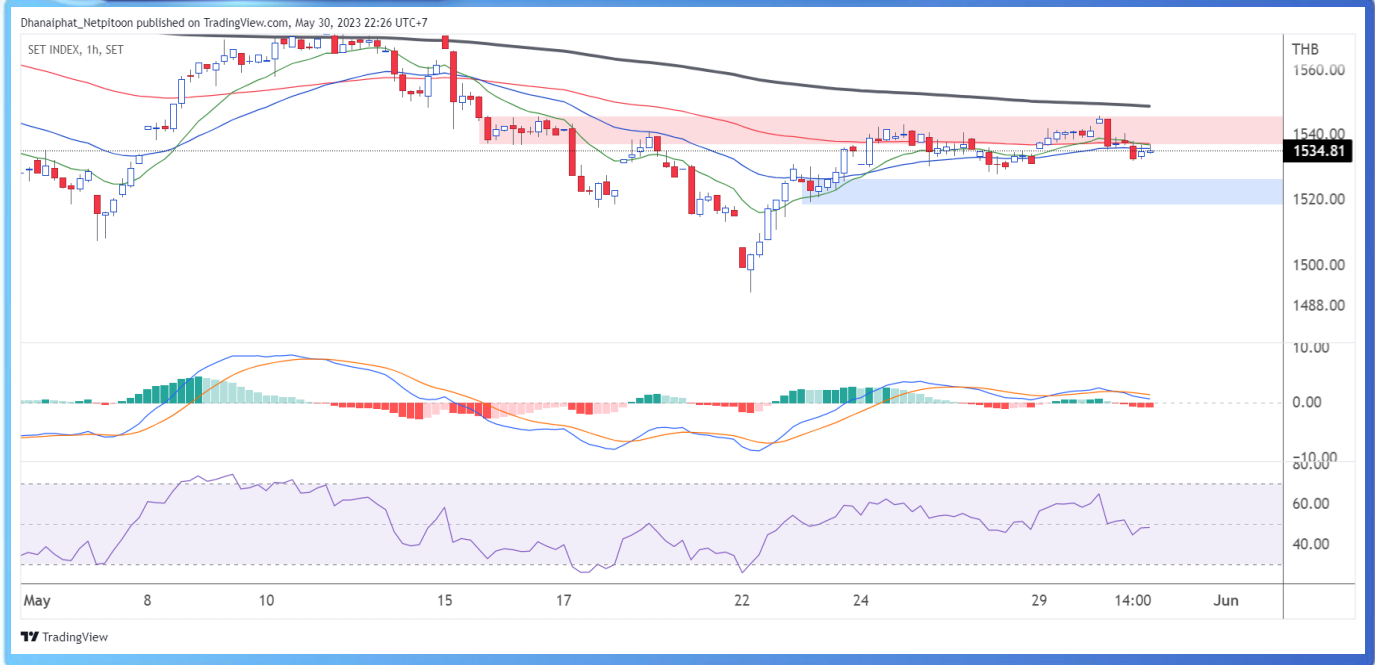 Dhanaiphat_Netpitoon published on TradingView.com, May 30, 2023 22:26 UTC+7
SET INDEX, 1h, SET
THB
1560.00
1540.00
1534.81
1520.00
1500.00
1488.00
10.00
0.00
−10.00
80.00
60.00
40.00
May 8 10 15 17 22 24 29 14:00 Jun
TradingView